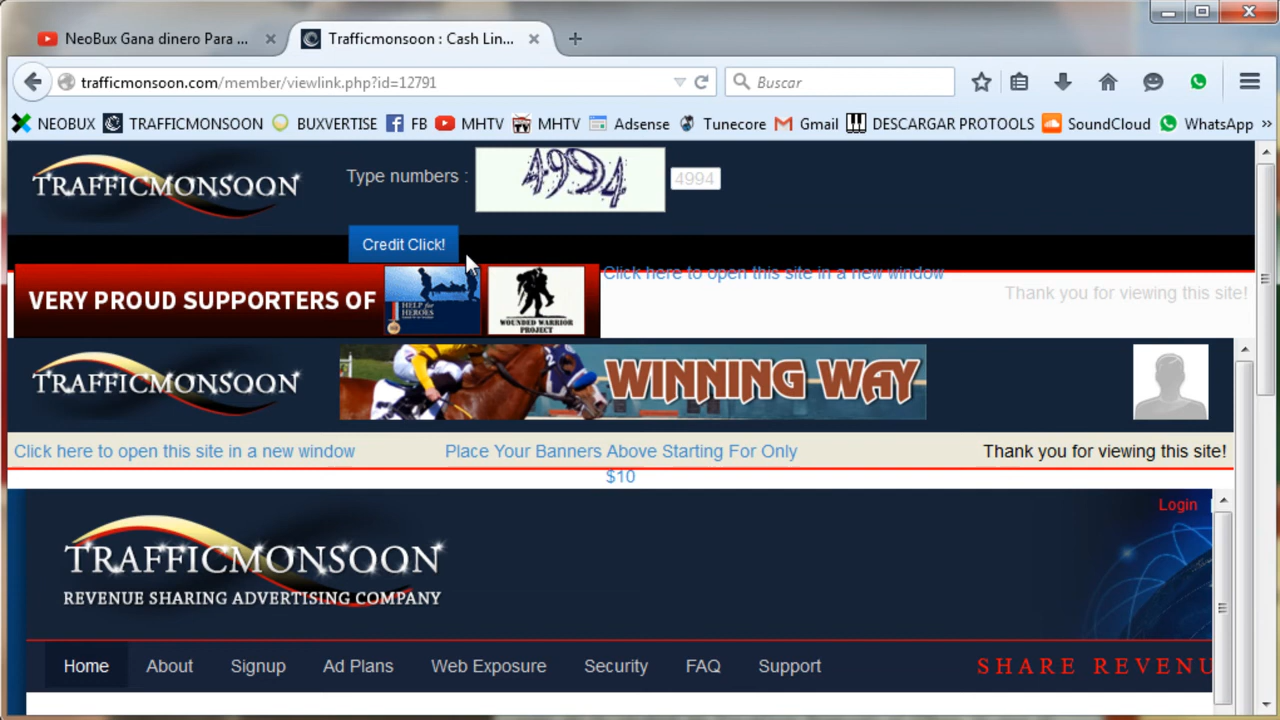 NeoBux Gana dinero Para ...
Trafficmonsoon : Cash Lin...
trafficmonsoon.com/member/viewlink.php?id=12791
Buscar
NEOBUX
TRAFFICMONSOON
BUXVERTISE
FB
MHTV
MHTV
Adsense
Tunecore
Gmail
DESCARGAR PROTOOLS
SoundCloud
WhatsApp
TRAFFICMONSOON
Type numbers :
4994
4994
Credit Click!
Click here to open this site in a new window
Thank you for viewing this site!
VERY PROUD SUPPORTERS OF
HELP for HEROES
WOUNDED WARRIOR
PROJECT
TRAFFICMONSOON
WINNING WAY
Click here to open this site in a new window
Place Your Banners Above Starting For Only
$10
Thank you for viewing this site!
Login
TRAFFICMONSOON
REVENUE SHARING ADVERTISING COMPANY
Home
About
Signup
Ad Plans
Web Exposure
Security
FAQ
Support
SHARE REVENU